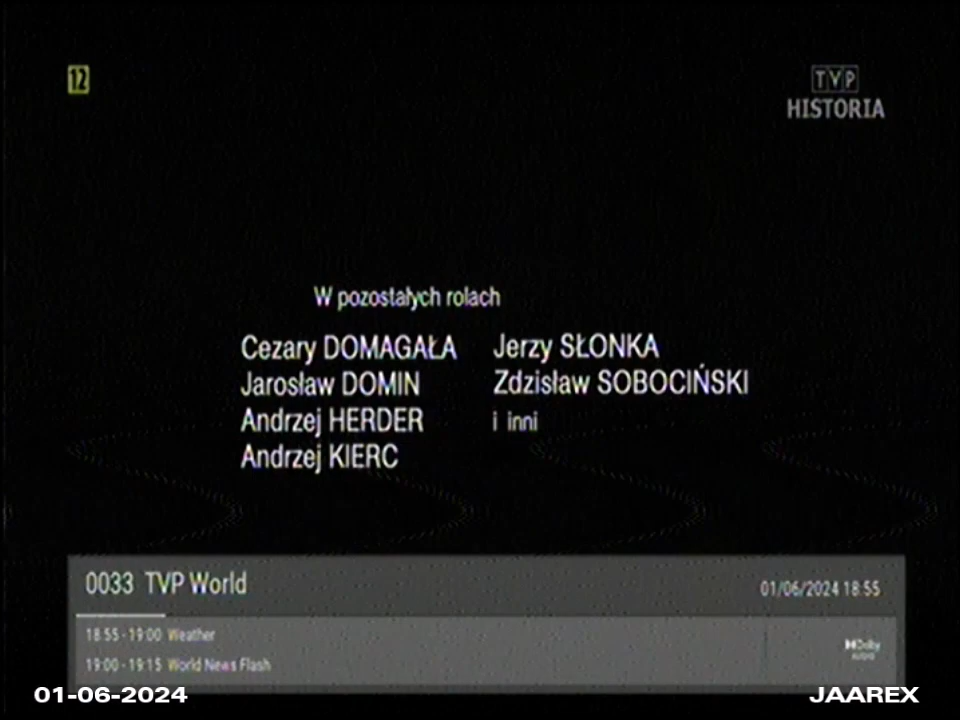 12
TVP
HISTORIA
W pozostałych rolach
Cezary DOMAGAŁA
Jarosław DOMIN
Andrzej HERDER
Andrzej KIERC
Jerzy SŁONKA
Zdzisław SOBOCIŃSKI
i inni
0033 TVP World
01/06/2024 18:55
18:55 - 19:00 Weather
19:00 - 19:15 World News Flash
Dolby
AUDIO
01-06-2024
JAAREX